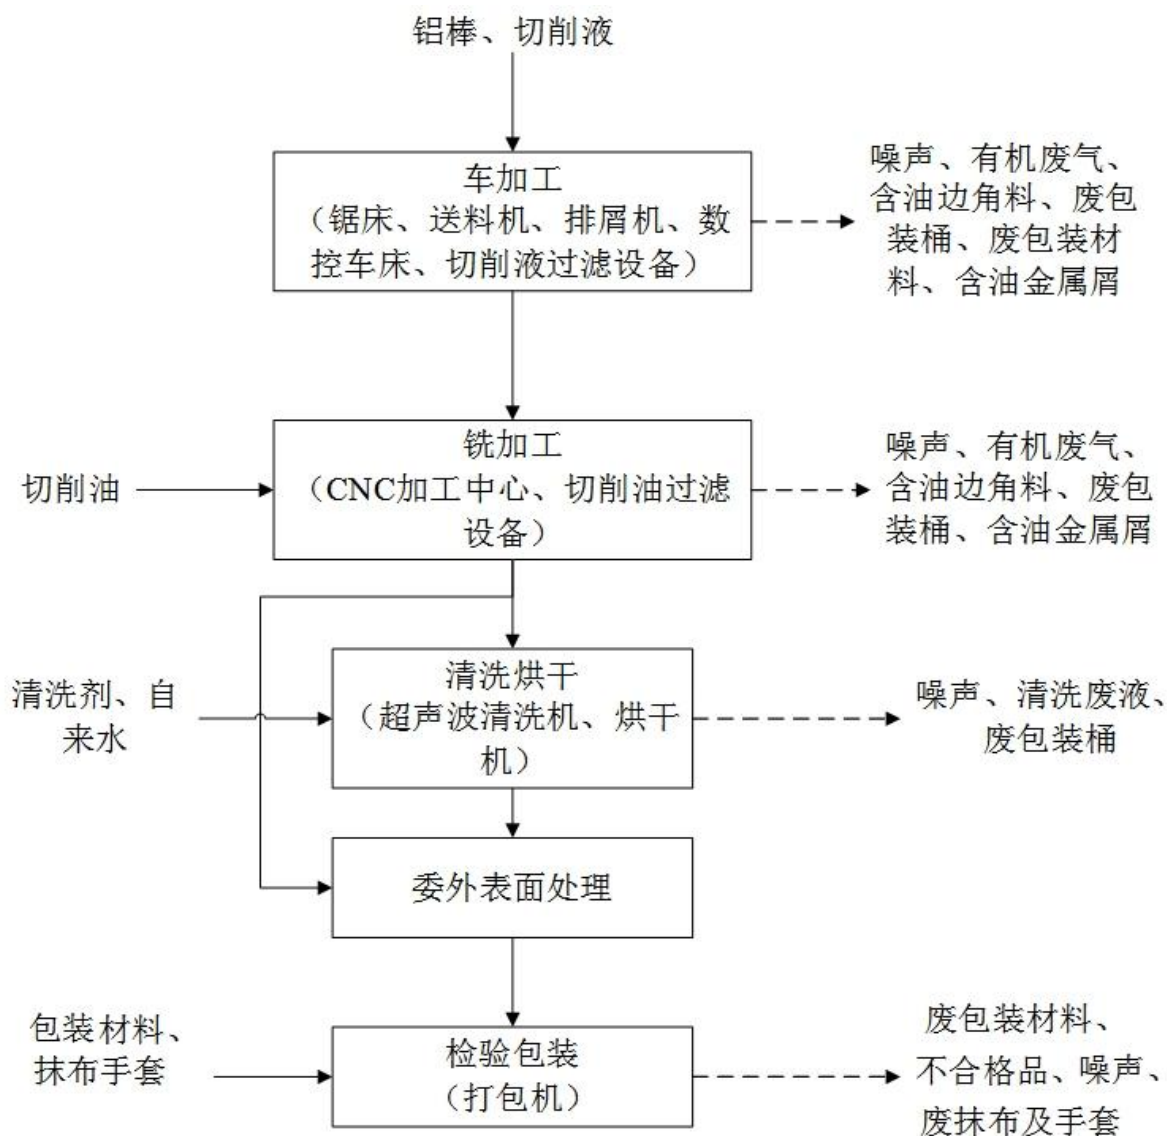 铝棒、切削液
车加工
（锯床、送料机、排屑机、数
控车床、切削液过滤设备）
噪声、有机废气、
含油边角料、废包
装桶、废包装材
料、含油金属屑
铣加工
（CNC加工中心、切削油过滤
设备）
切削油
噪声、有机废气、
含油边角料、废包
装桶、含油金属屑
清洗烘干
（超声波清洗机、烘干
机）
清洗剂、自
来水
噪声、清洗废液、
废包装桶
委外表面处理
包装材料、
抹布手套
检验包装
（打包机）
废包装材料、
不合格品、噪声、
废抹布及手套